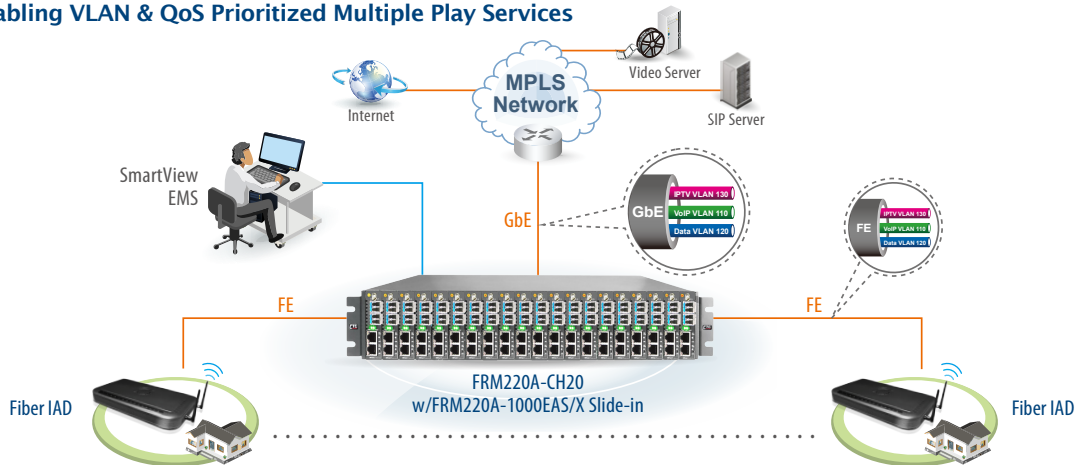 abling VLAN & QoS Prioritized Multiple Play Services
Video Server
MPLS
Network
Internet
SIP Server
SmartView
EMS
GbE
GbE
IPTV VLAN 130
VoIP VLAN 110
Data VLAN 120
FE
IPTV VLAN 130
VoIP VLAN 110
Data VLAN 120
FE
FE
FRM220A-CH20
w/FRM220A-1000EAS/X Slide-in
Fiber IAD
Fiber IAD